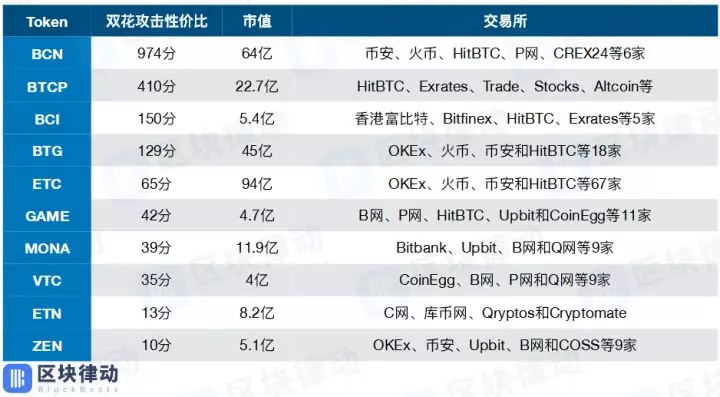 Token 双花攻击性价比 市值 交易所
BCN 974分 64亿 币安、火币、HitBTC、P网、CREX24等6家
BTCP 410分 22.7亿 HitBTC、Exrates、Trade、Stocks、Altcoin等
BCI 150分 5.4亿 香港富比特、Bitfinex、HitBTC、Exrates等5家
BTG 129分 45亿 OKEx、火币、币安和HitBTC等18家
ETC 65分 94亿 OKEx、火币、币安和HitBTC等67家
GAME 42分 4.7亿 B网、P网、HitBTC、Upbit和CoinEgg等11家
MONA 39分 11.9亿 Bitbank、Upbit、B网和Q网等9家
VTC 35分 4亿 CoinEgg、B网、P网和Q网等9家
ETN 13分 8.2亿 C网、库币网、Qryptos和Cryptomate
ZEN 10分 5.1亿 OKEx、币安、Upbit、B网和COSS等9家
区块律动
BlockBeats